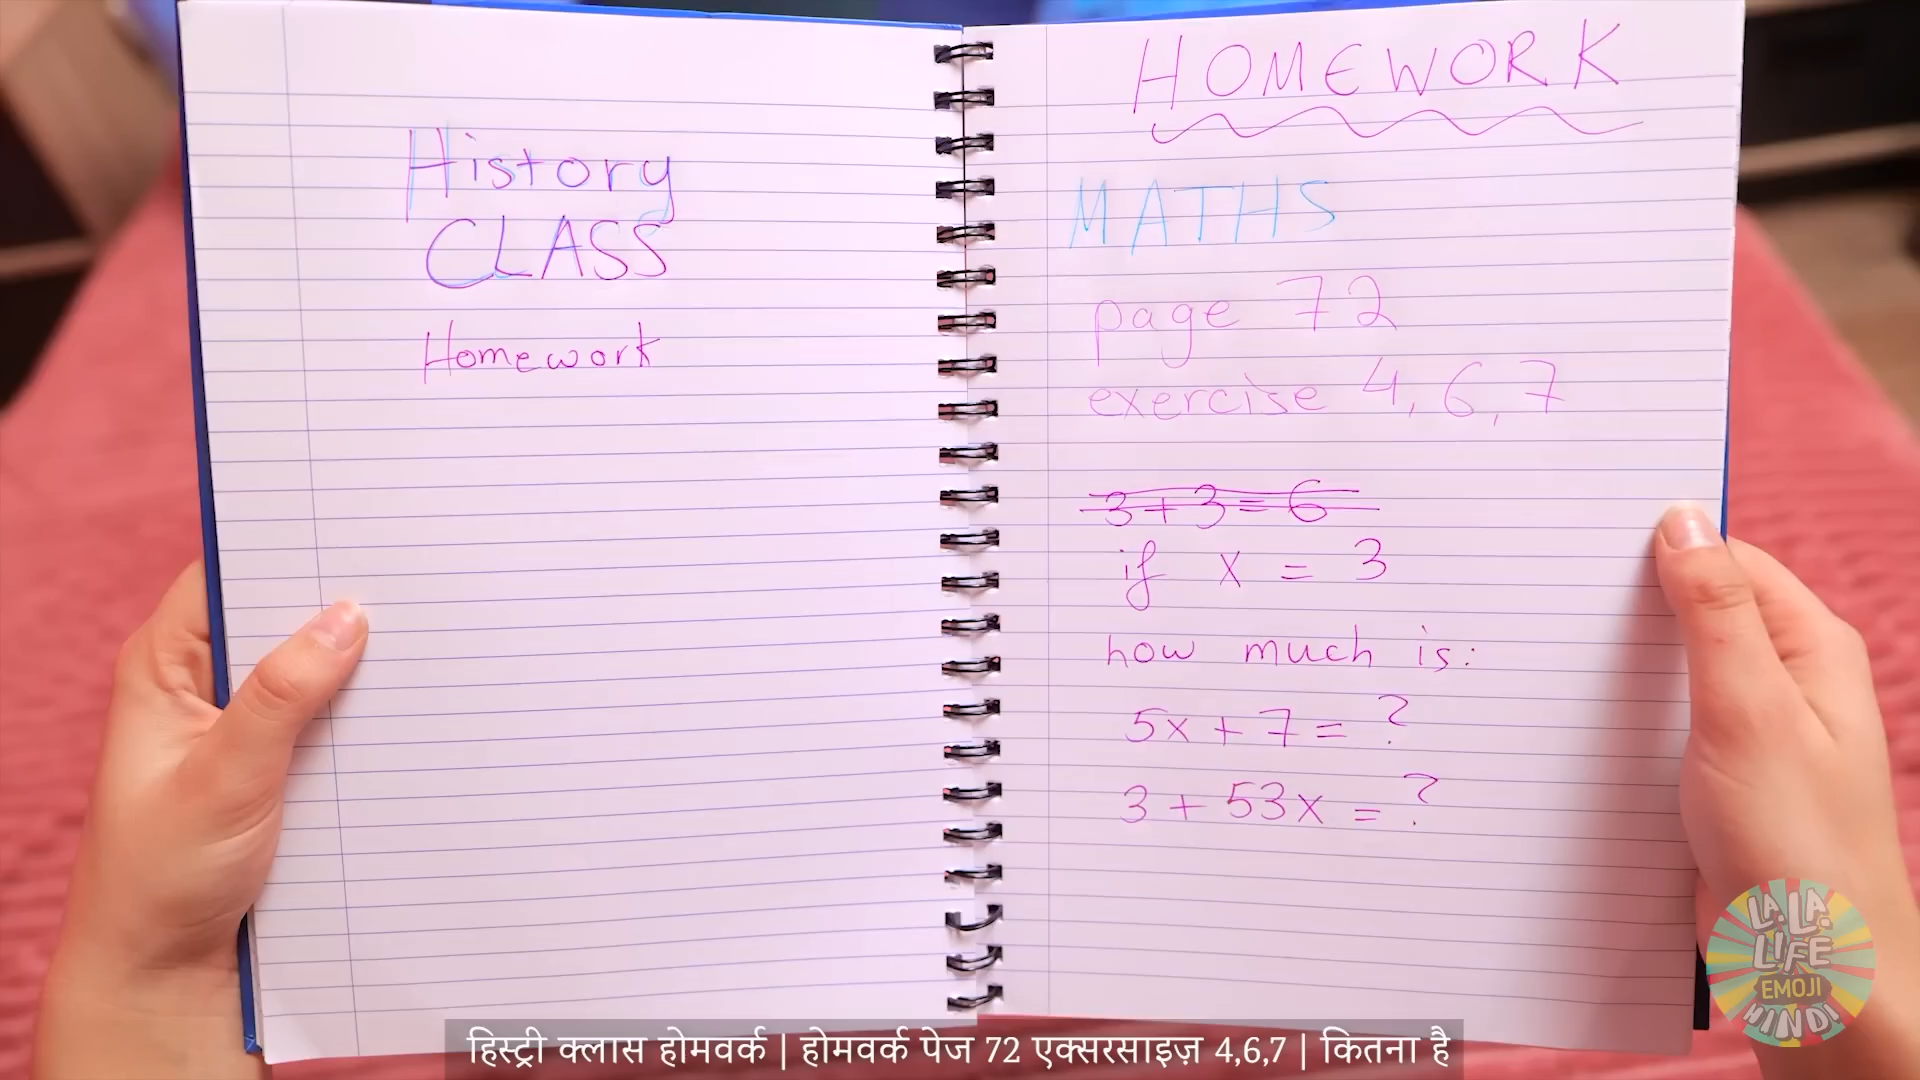 History
CLASS
Homework
HOMEWORK
MATHS
page 72
exercise 4, 6, 7
3 + 3 = 6
if x = 3
how much is:
5x + 7 = ?
3 + 53x = ?
LA LA
LIFE
EMOJI
HINDI
हिस्ट्री क्लास होमवर्क | होमवर्क पेज 72 एक्सरसाइज़ 4,6,7 | कितना है